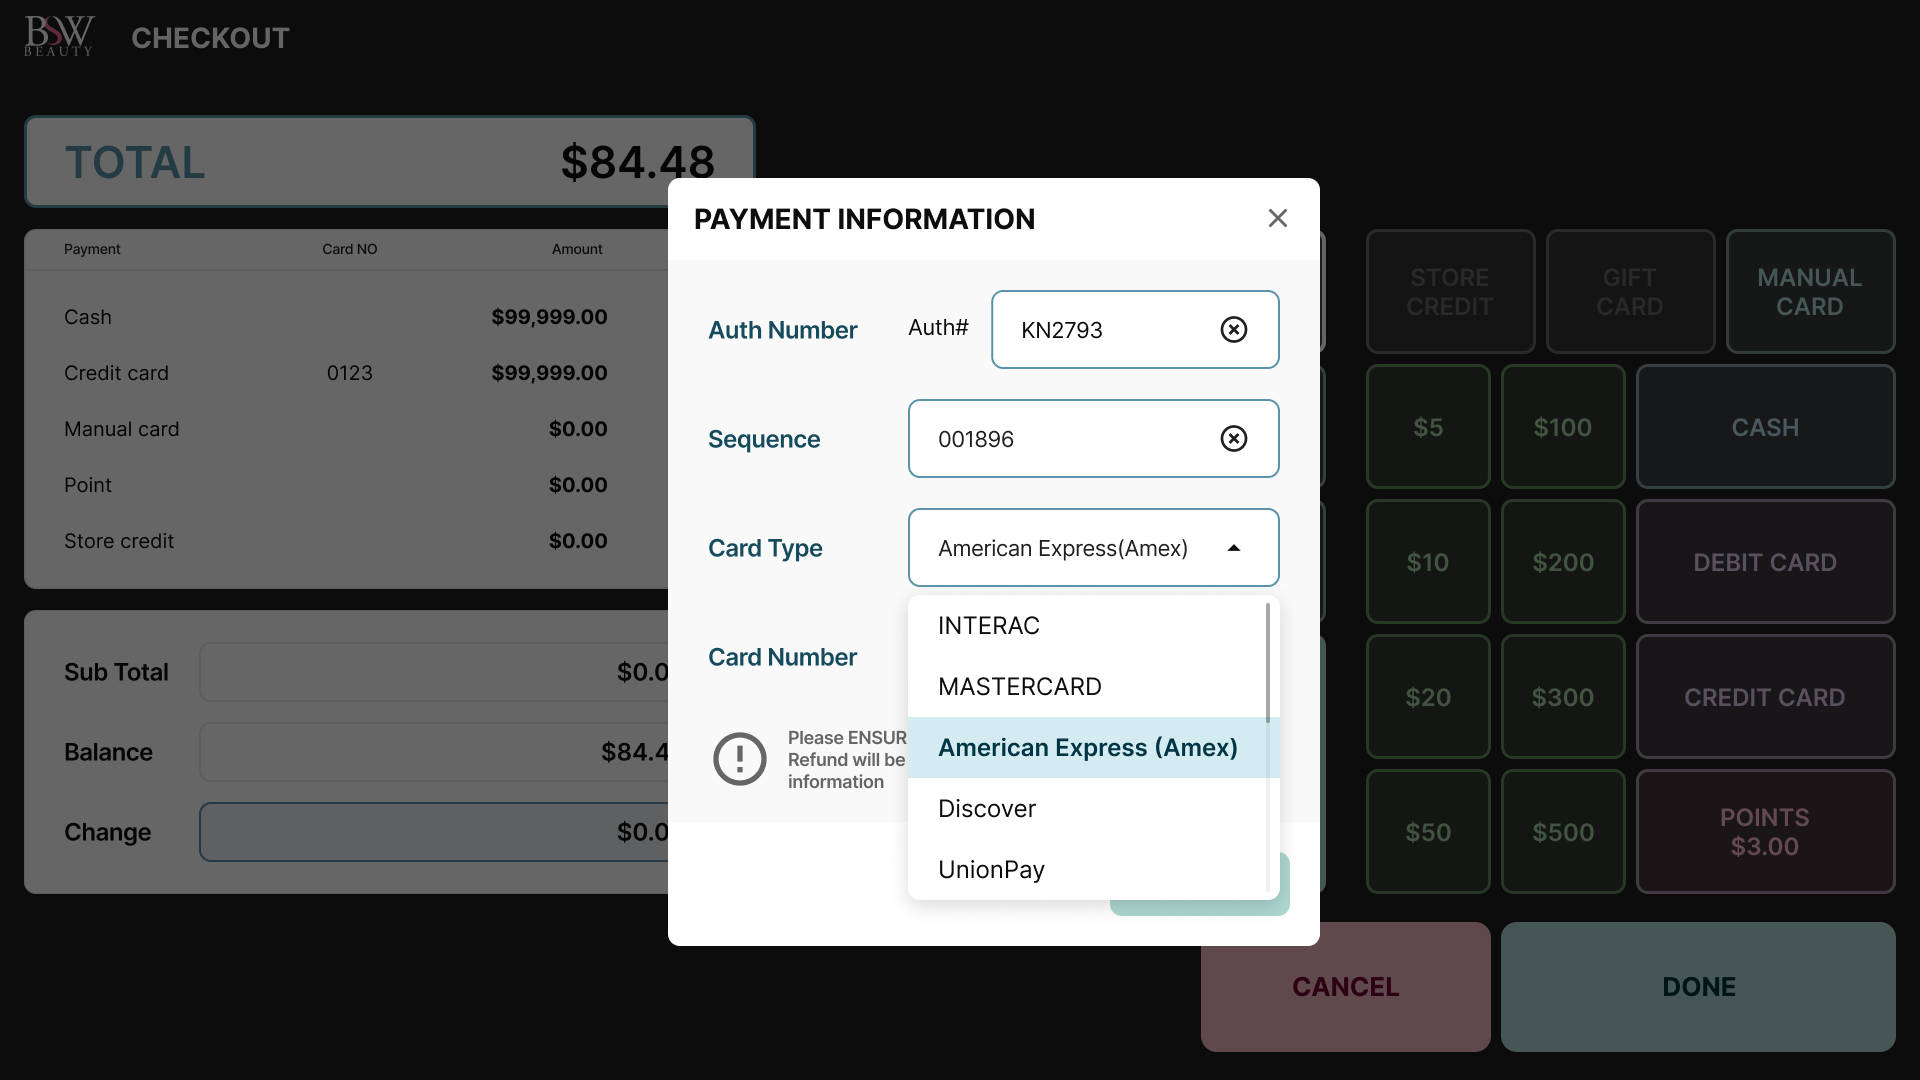 BSW
BEAUTY
CHECKOUT
TOTAL
$84.48
Payment
Card NO
Amount
Cash
$99,999.00
Credit card
0123
$99,999.00
Manual card
$0.00
Point
$0.00
Store credit
$0.00
Sub Total
$0.0
Balance
$84.4
Change
$0.0
PAYMENT INFORMATION
Auth Number
Auth#
KN2793
Sequence
001896
Card Type
American Express(Amex)
INTERAC
MASTERCARD
American Express (Amex)
Discover
UnionPay
Card Number
Please ENSUR
Refund will be
information
STORE
CREDIT
GIFT
CARD
MANUAL
CARD
$5
$100
CASH
$10
$200
DEBIT CARD
$20
$300
CREDIT CARD
$50
$500
POINTS
$3.00
CANCEL
DONE